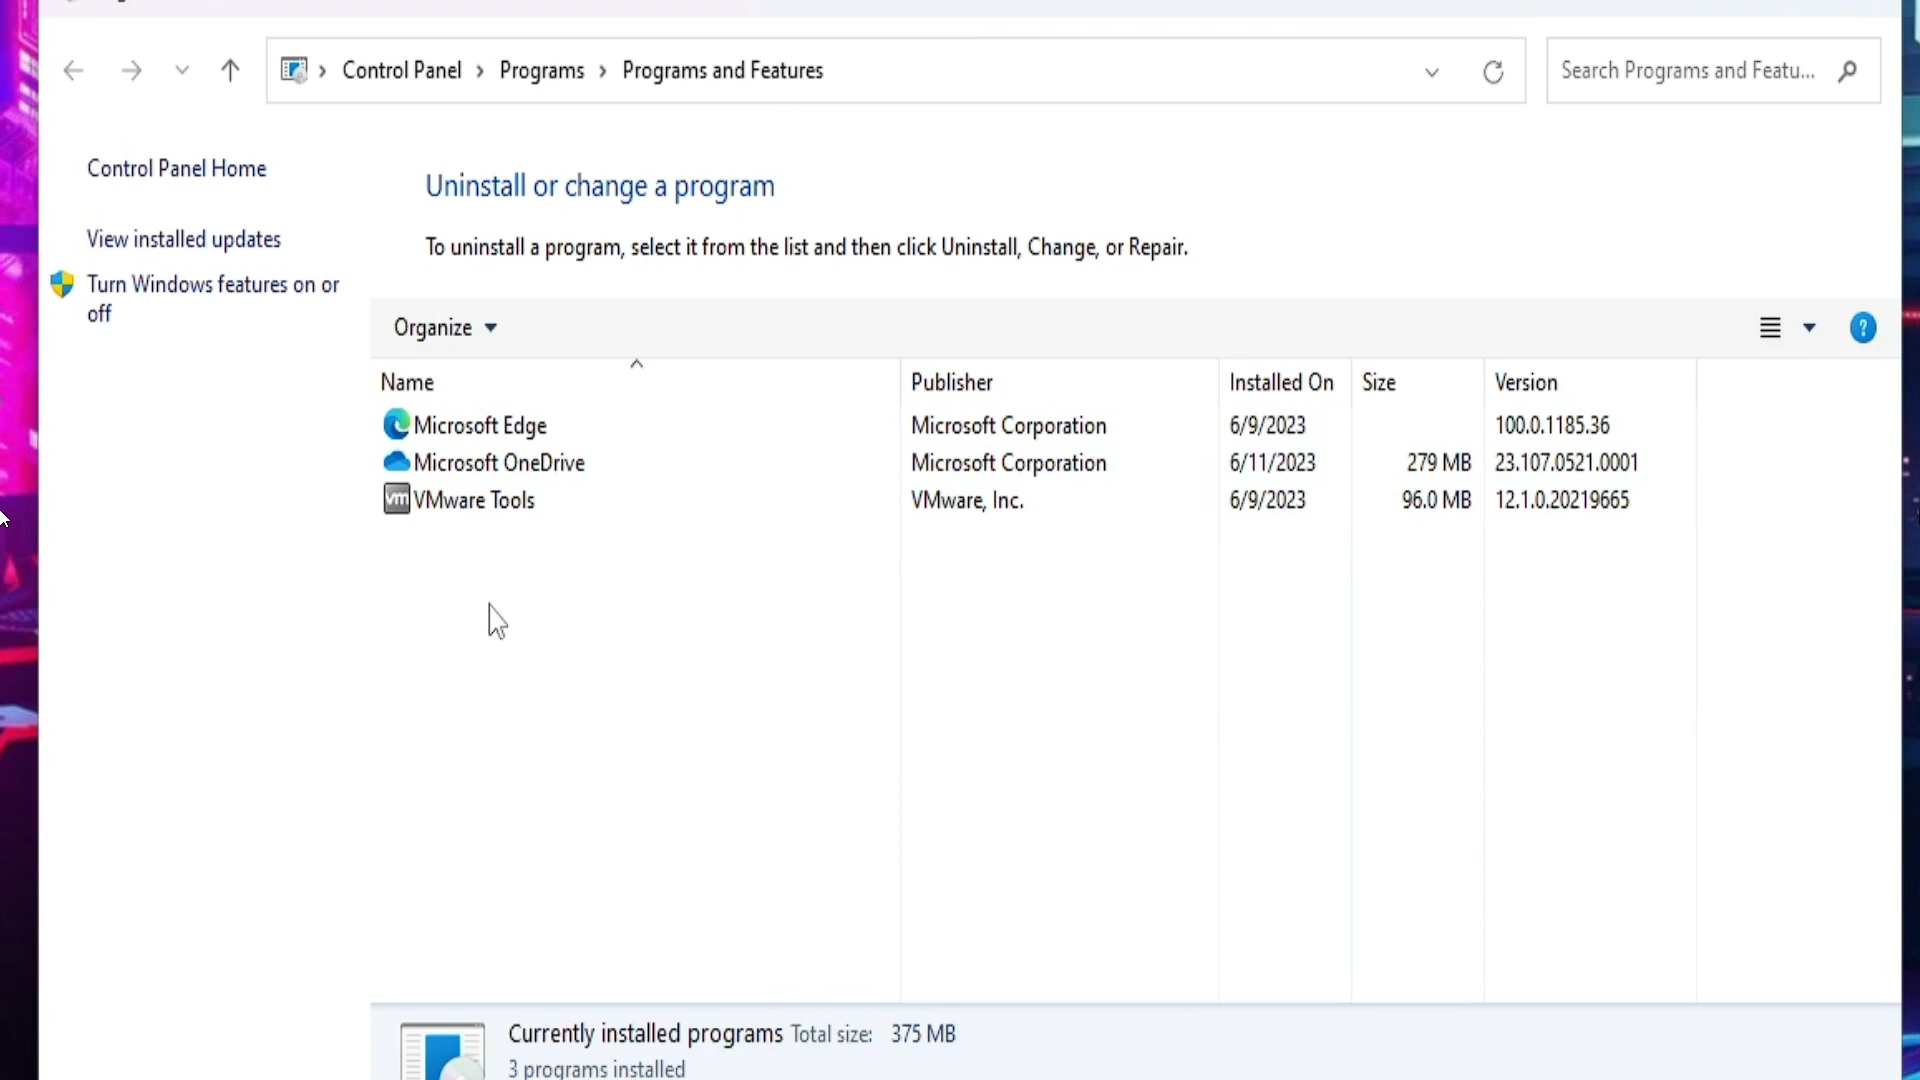 Control Panel > Programs > Programs and Features
Search Programs and Featu...
Control Panel Home
View installed updates
Turn Windows features on or
off
Uninstall or change a program
To uninstall a program, select it from the list and then click Uninstall, Change, or Repair.
Organize
?
Name Publisher Installed On Size Version
Microsoft Edge Microsoft Corporation 6/9/2023 100.0.1185.36
Microsoft OneDrive Microsoft Corporation 6/11/2023 279 MB 23.107.0521.0001
vm VMware Tools VMware, Inc. 6/9/2023 96.0 MB 12.1.0.20219665
Currently installed programs Total size: 375 MB
3 programs installed